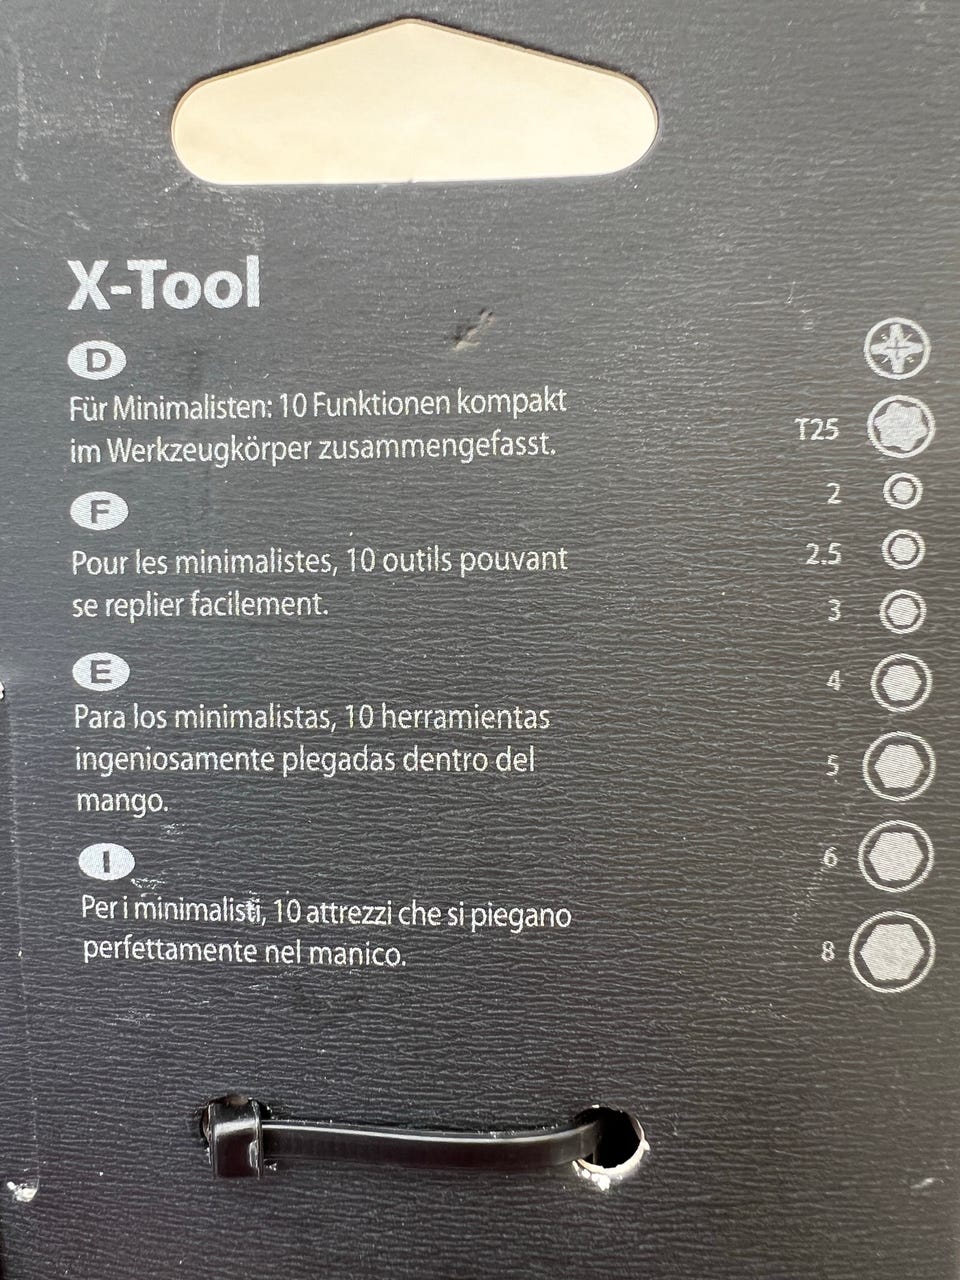 X-Tool
D
Für Minimalisten: 10 Funktionen kompakt
im Werkzeugkörper zusammengefasst.
F
Pour les minimalistes, 10 outils pouvant
se replier facilement.
E
Para los minimalistas, 10 herramientas
ingeniosamente plegadas dentro del
mango.
I
Per i minimalisti, 10 attrezzi che si piegano
perfettamente nel manico.
T25
2
2.5
3
4
5
6
8